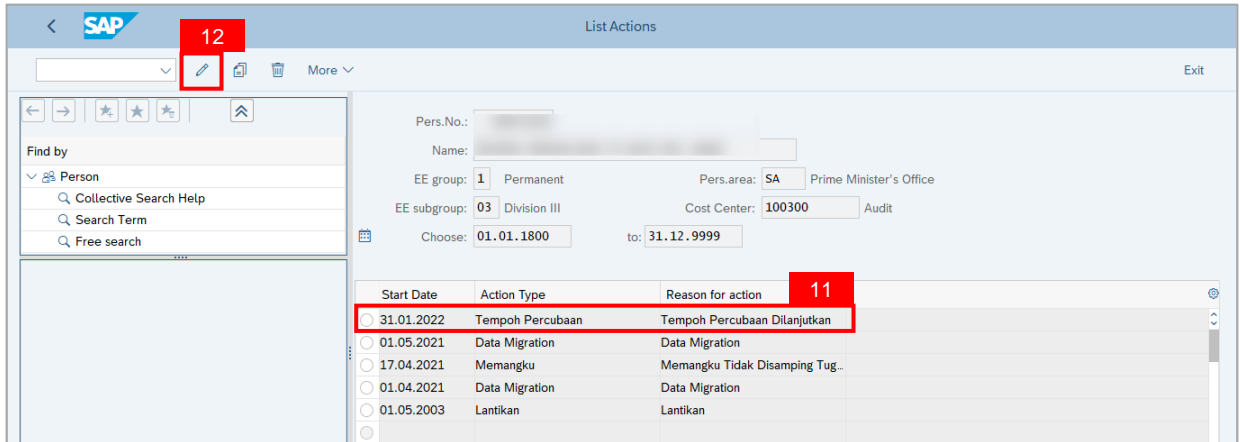 SAP
List Actions
12
More
Exit
Find by
Person
Collective Search Help
Search Term
Free search
Pers.No.:
Name:
EE group: 1 Permanent Pers.area: SA Prime Minister's Office
EE subgroup: 03 Division III Cost Center: 100300 Audit
Choose: 01.01.1800 to: 31.12.9999
11
Start Date Action Type Reason for action
31.01.2022 Tempoh Percubaan Tempoh Percubaan Dilanjutkan
01.05.2021 Data Migration Data Migration
17.04.2021 Memangku Memangku Tidak Disamping Tug...
01.04.2021 Data Migration Data Migration
01.05.2003 Lantikan Lantikan